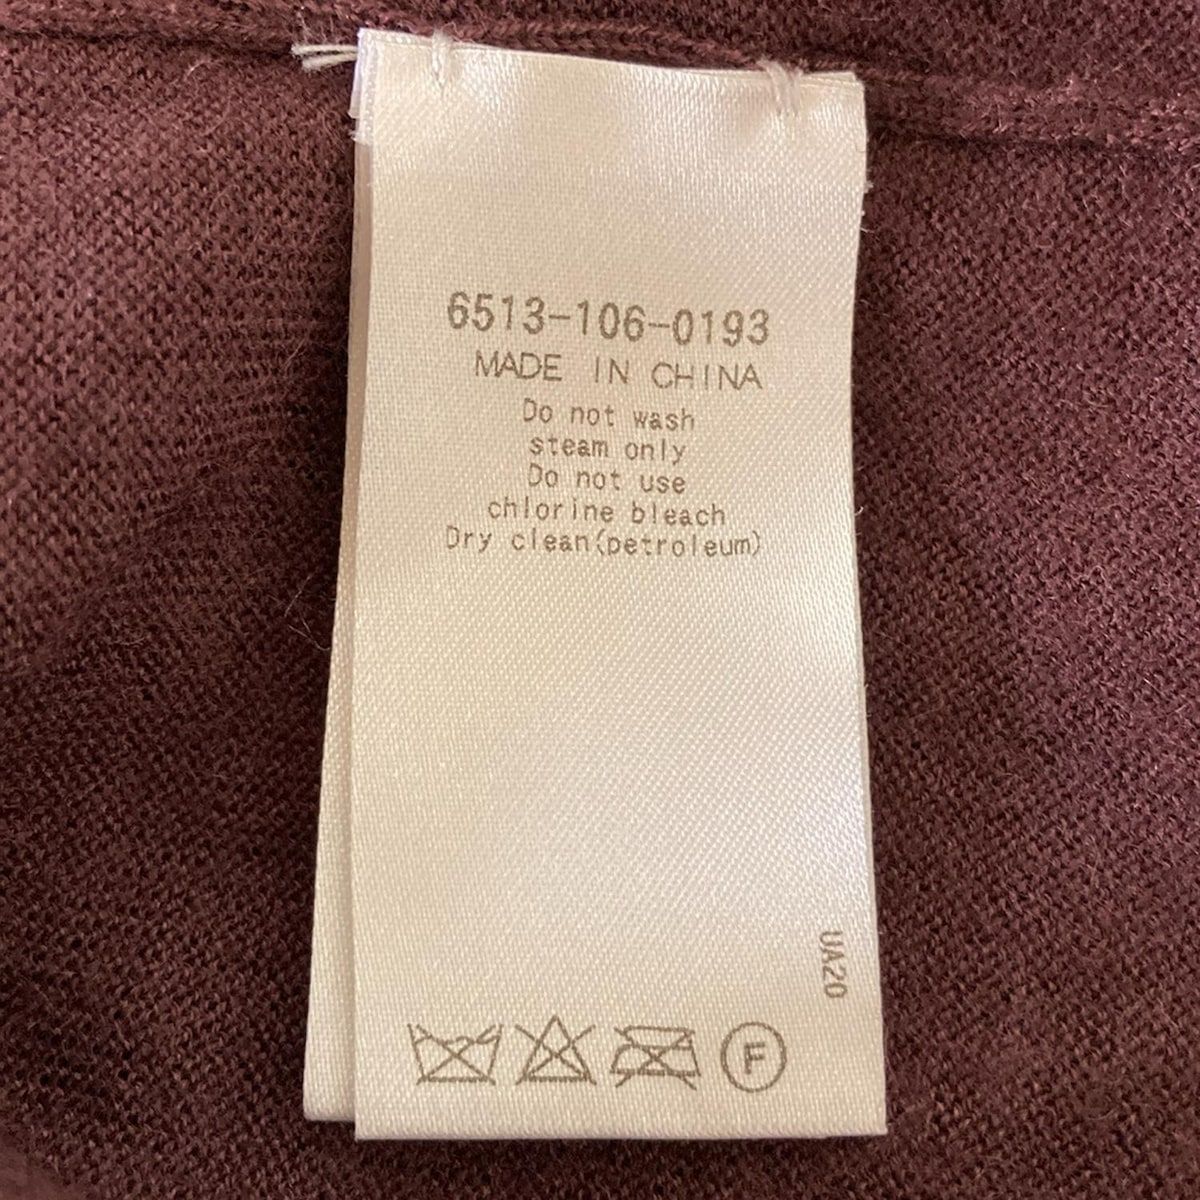 6513-106-0193
MADE IN CHINA
Do not wash
steam only
Do not use
chlorine bleach
Dry clean(petroleum)
UA20
F